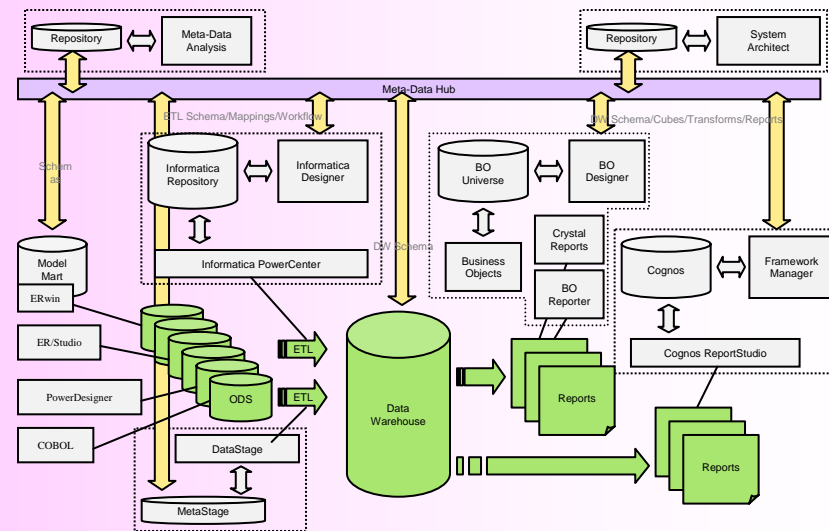 Repository
Meta-Data
Analysis
Repository
System
Architect
Meta-Data Hub
ETL Schema/Mappings/Workflow
DW Schema/Cubes/Transforms/Reports
Schem
as
Informatica
Repository
Informatica
Designer
BO
Universe
BO
Designer
DW Schema
Informatica PowerCenter
Business
Objects
Crystal
Reports
BO
Reporter
Cognos
Framework
Manager
Cognos ReportStudio
Model
Mart
ERwin
ER/Studio
PowerDesigner
COBOL
ODS
ETL
ETL
Data
Warehouse
Reports
Reports
DataStage
MetaStage